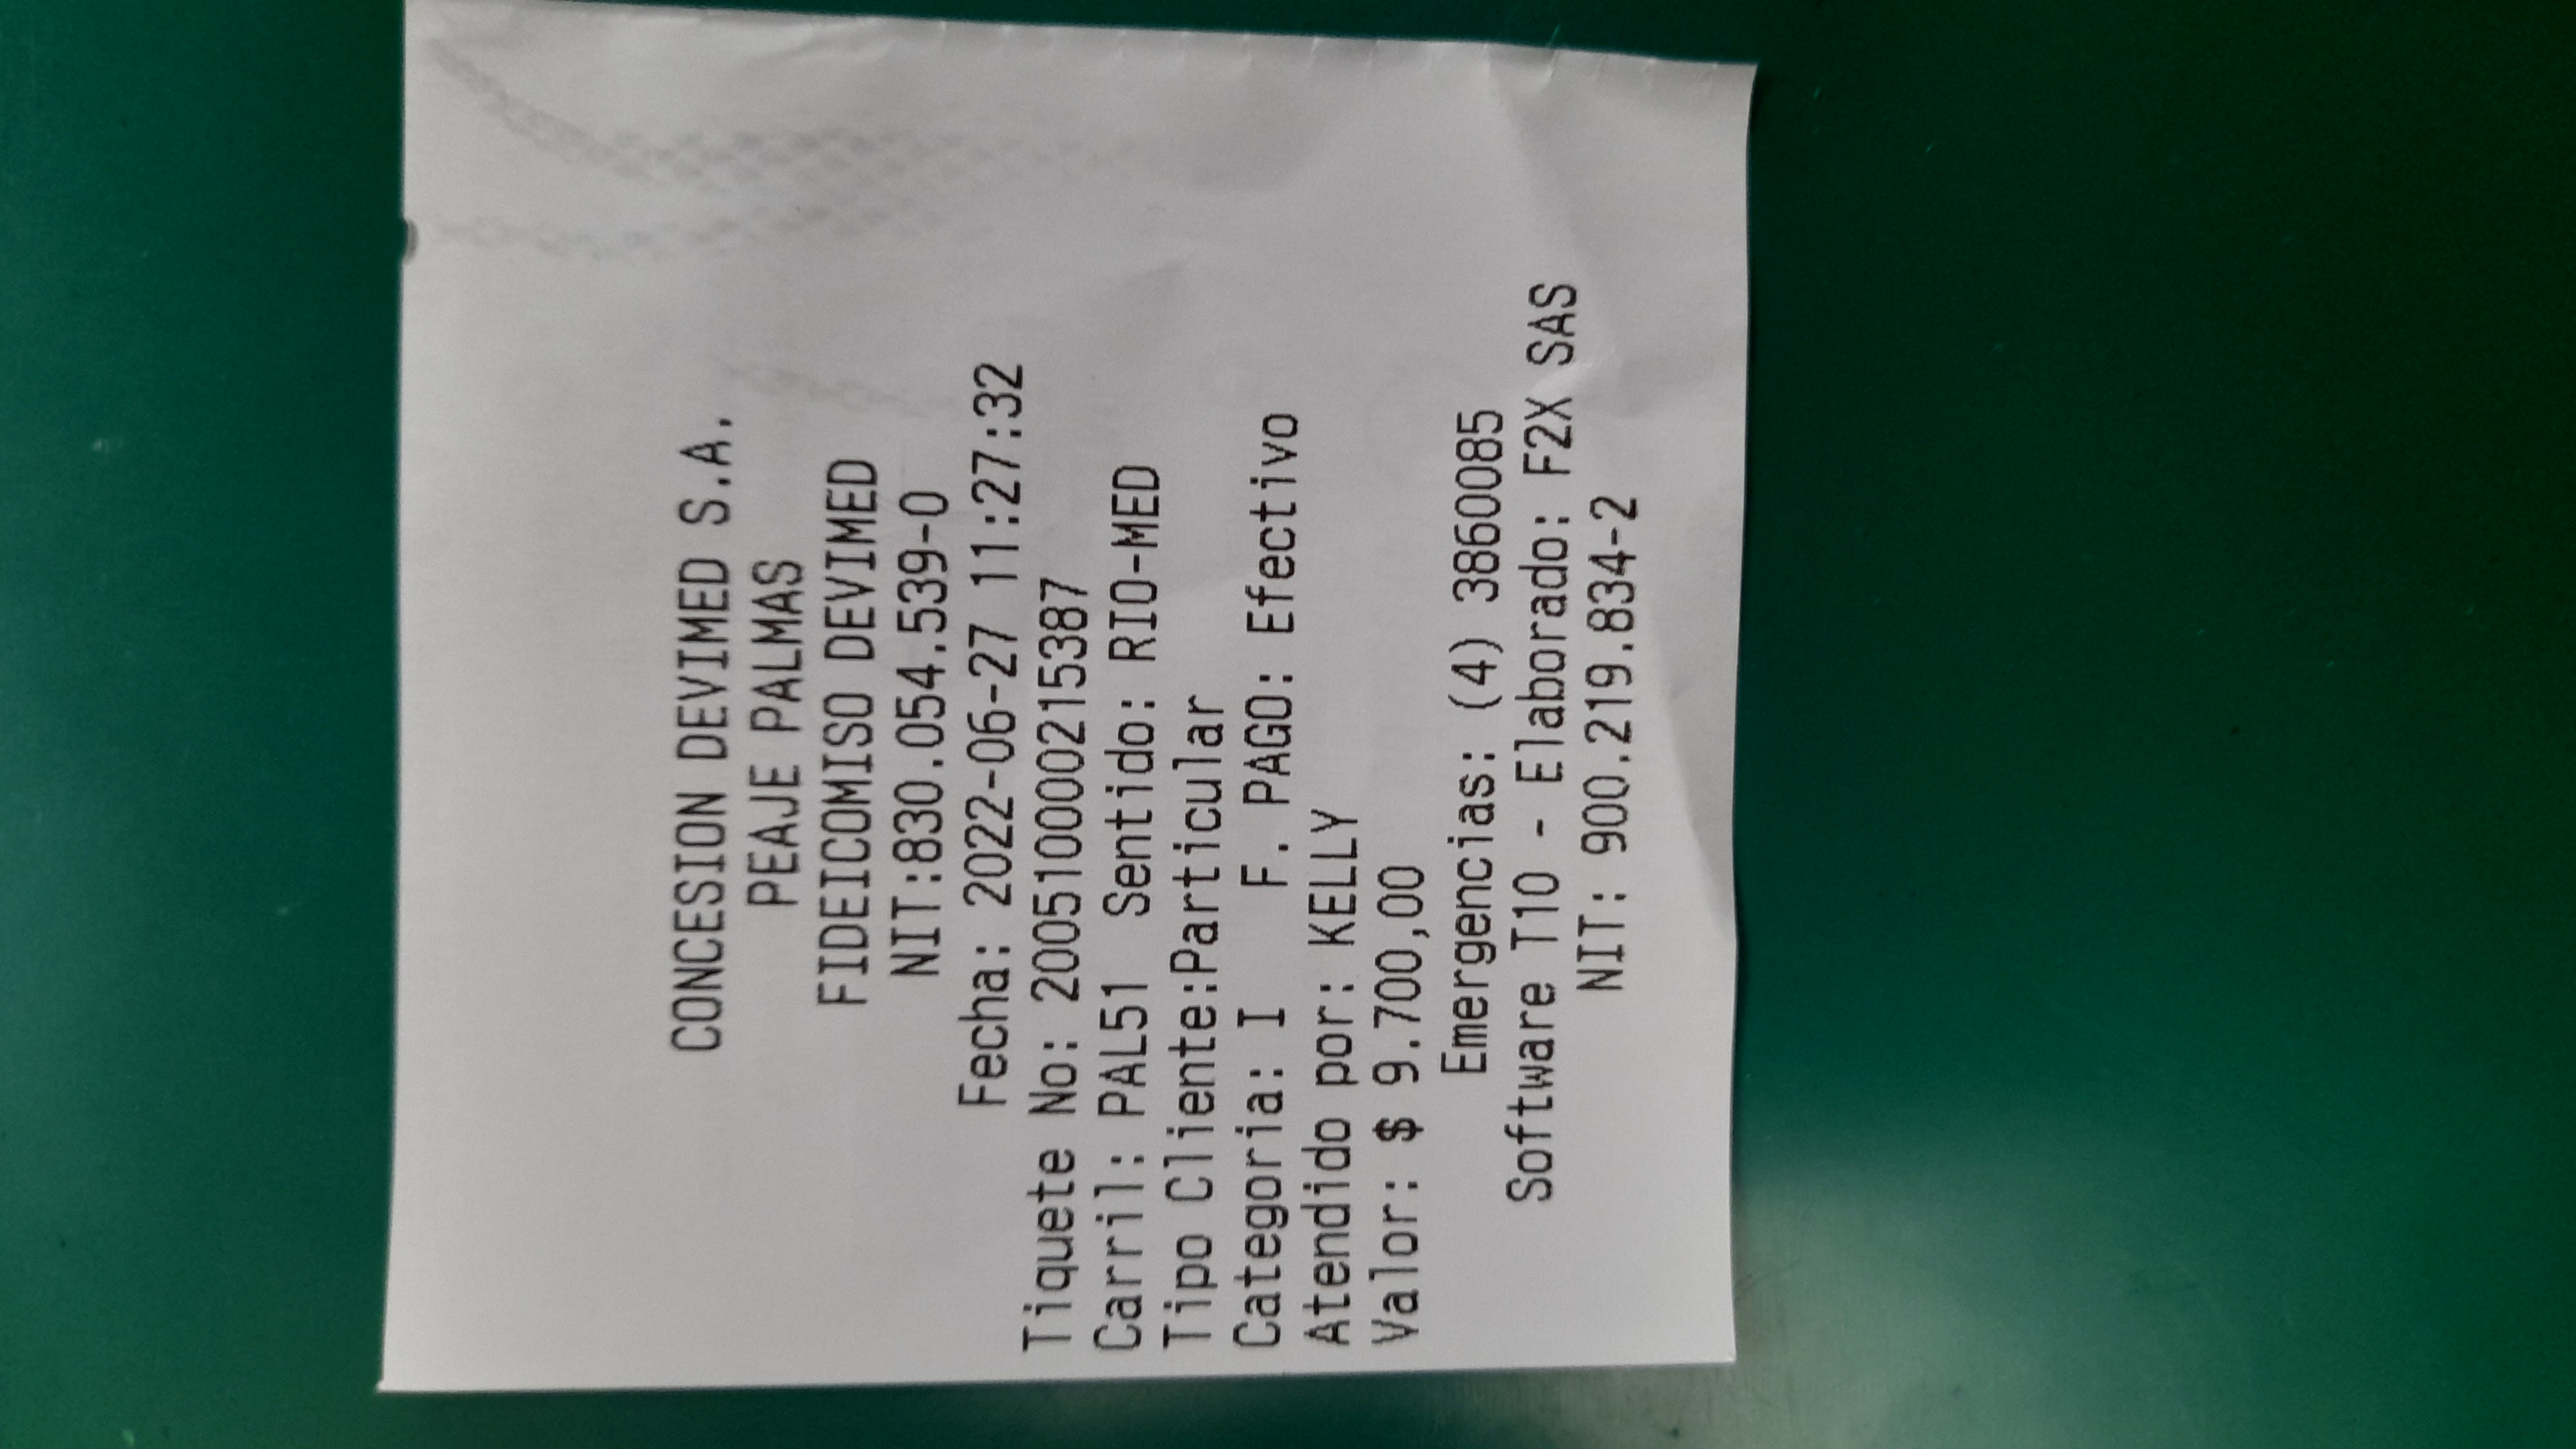 CONCESION DEVIMED S.A.
PEAJE PALMAS
FIDEICOMISO DEVIMED
NIT:830.054.539-0
Fecha: 2022-06-27 11:27:32
Tiquete No: 2005100002153​87
Carril: PAL51 Sentido: RIO-MED
Tipo Cliente:Particular
Categoria: I F. PAGO: Efectivo
Atendido por: KELLY
Valor: $ 9.700,00
Emergencias: (4) 3860085
Software T10 - Elaborado: F2X SAS
NIT: 900.219.834-2